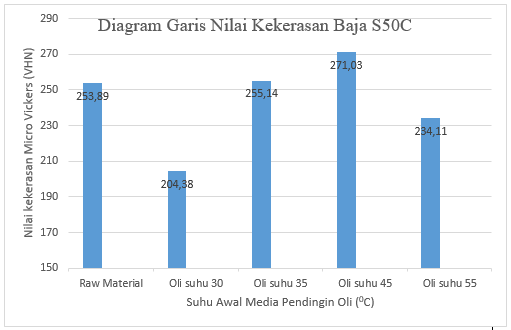 Diagram Garis Nilai Kekerasan Baja S50C
Nilai kekerasan Micro Vickers (VHN)
290
270
250
230
210
190
170
150
253,89
204,38
255,14
271,03
234,11
Raw Material
Oli suhu 30
Oli suhu 35
Oli suhu 45
Oli suhu 55
Suhu Awal Media Pendingin Oli (⁰C)